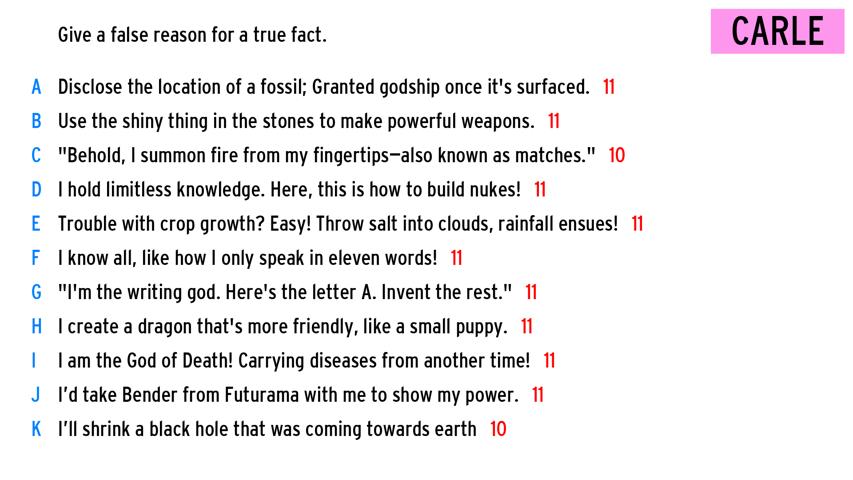 Give a false reason for a true fact.
CARLE
A Disclose the location of a fossil; Granted godship once it's surfaced. 11
B Use the shiny thing in the stones to make powerful weapons. 11
C "Behold, I summon fire from my fingertips—also known as matches." 10
D I hold limitless knowledge. Here, this is how to build nukes! 11
E Trouble with crop growth? Easy! Throw salt into clouds, rainfall ensues! 11
F I know all, like how I only speak in eleven words! 11
G "I'm the writing god. Here's the letter A. Invent the rest." 11
H I create a dragon that's more friendly, like a small puppy. 11
I I am the God of Death! Carrying diseases from another time! 11
J I'd take Bender from Futurama with me to show my power. 11
K I'll shrink a black hole that was coming towards earth 10